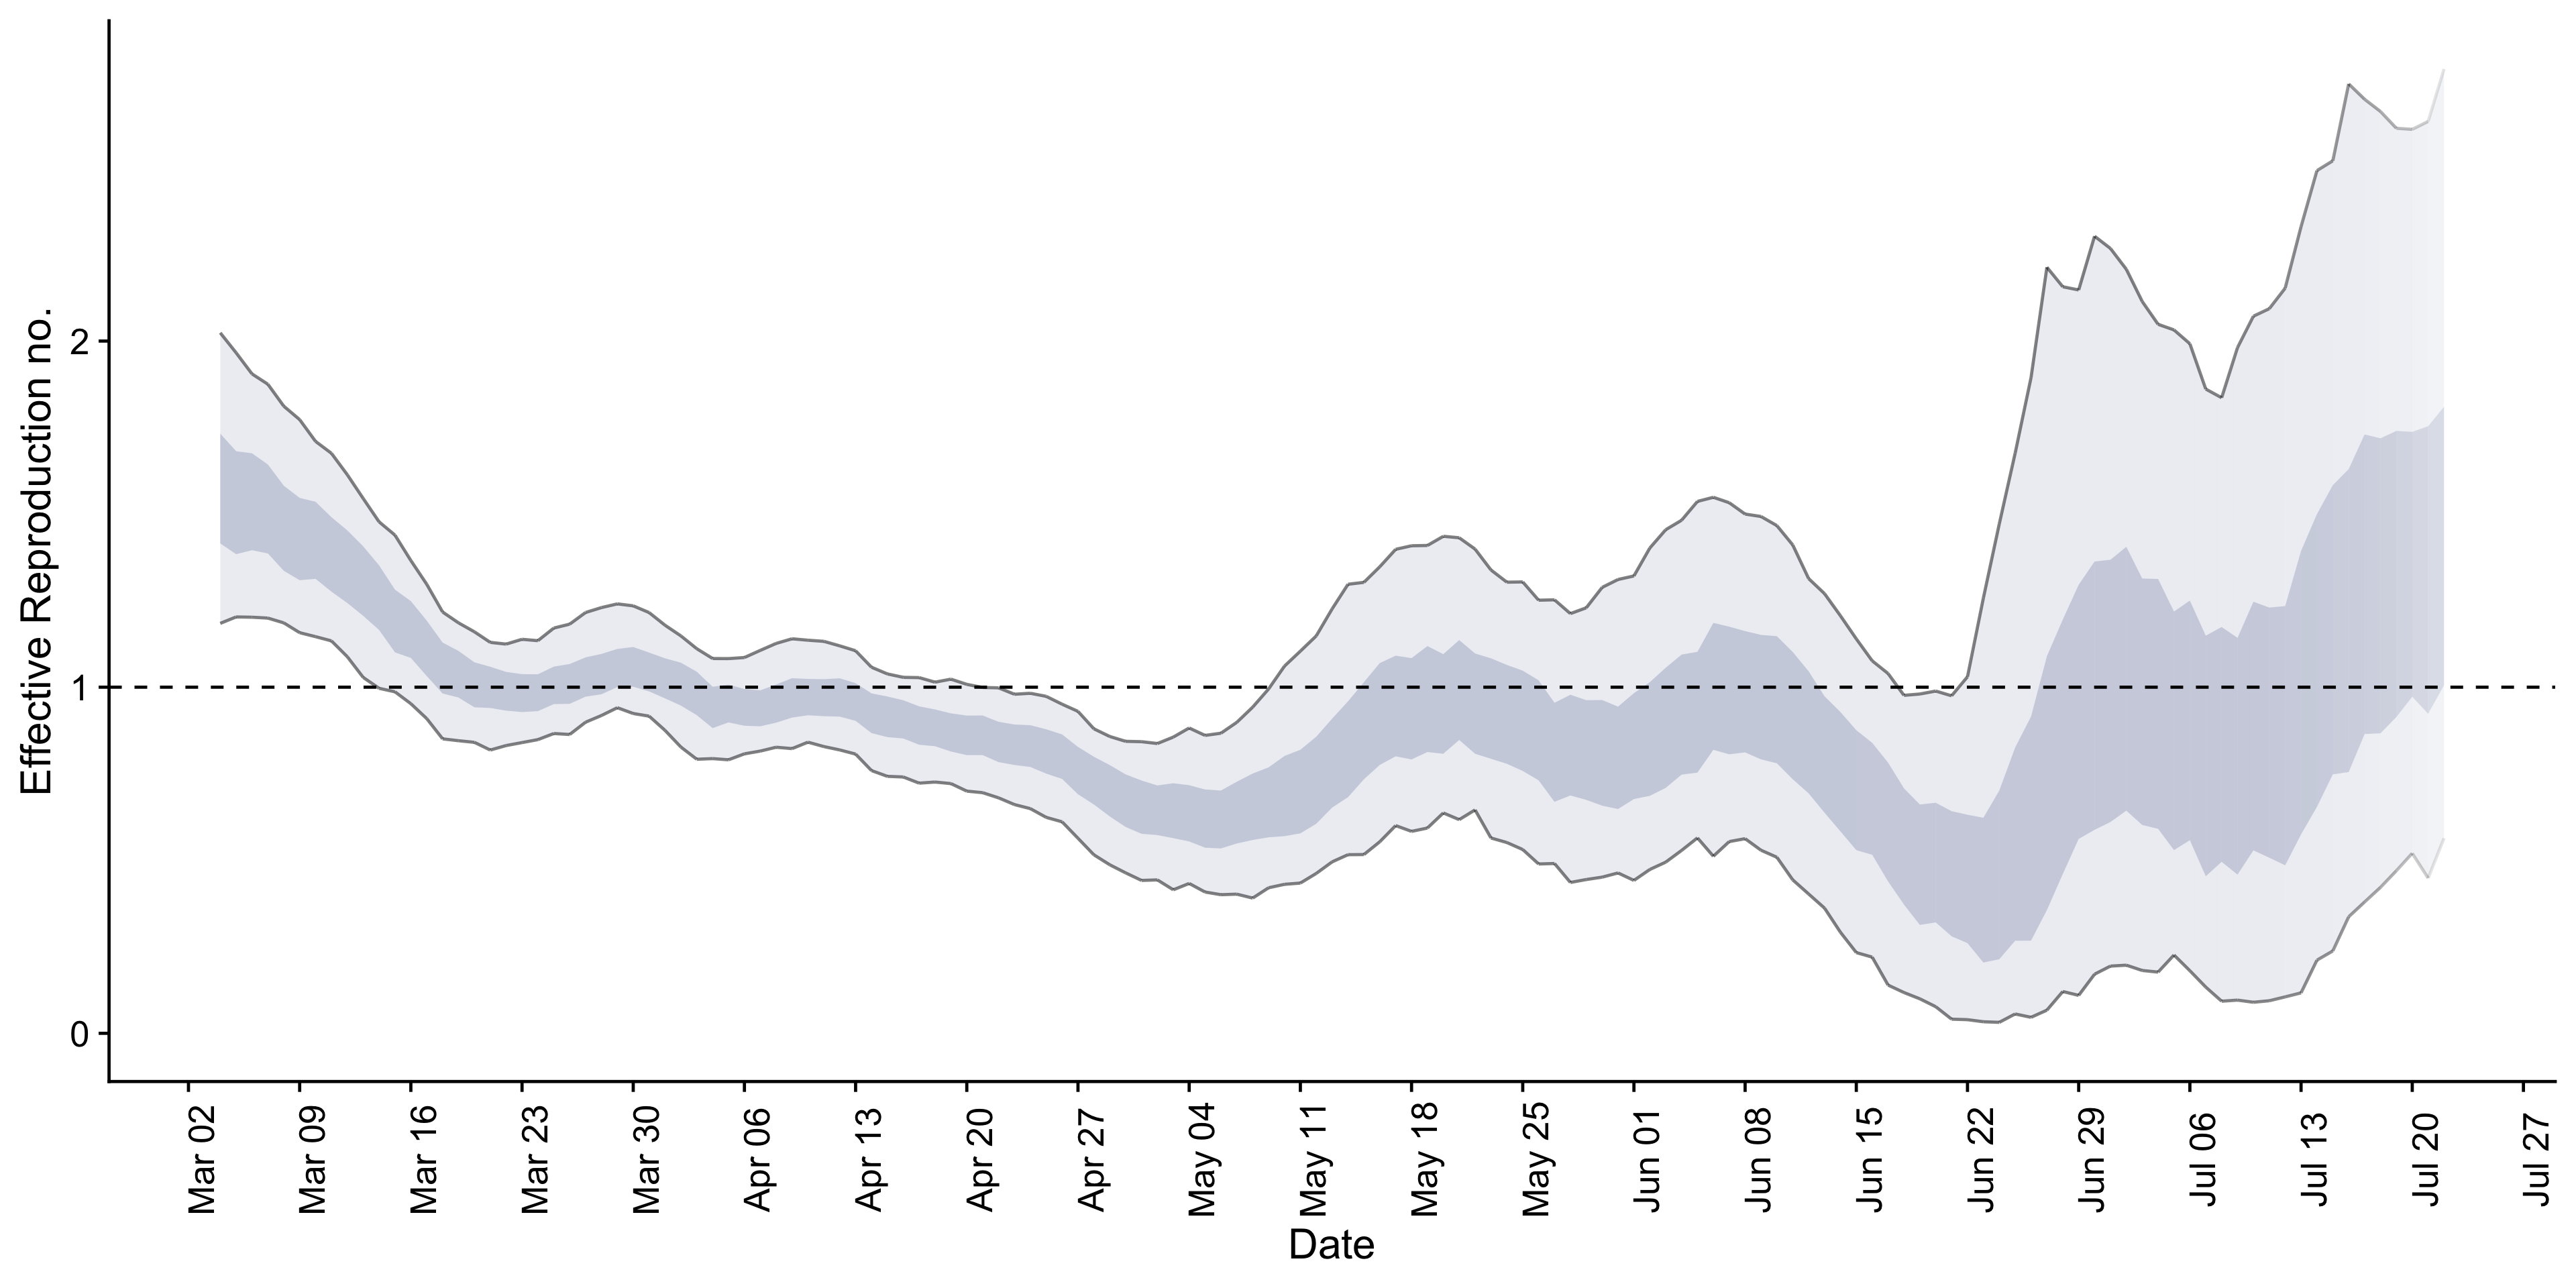 Effective Reproduction no.
2
1
0
Mar 02
Mar 09
Mar 16
Mar 23
Mar 30
Apr 06
Apr 13
Apr 20
Apr 27
May 04
May 11
May 18
May 25
Jun 01
Jun 08
Jun 15
Jun 22
Jun 29
Jul 06
Jul 13
Jul 20
Jul 27
Date